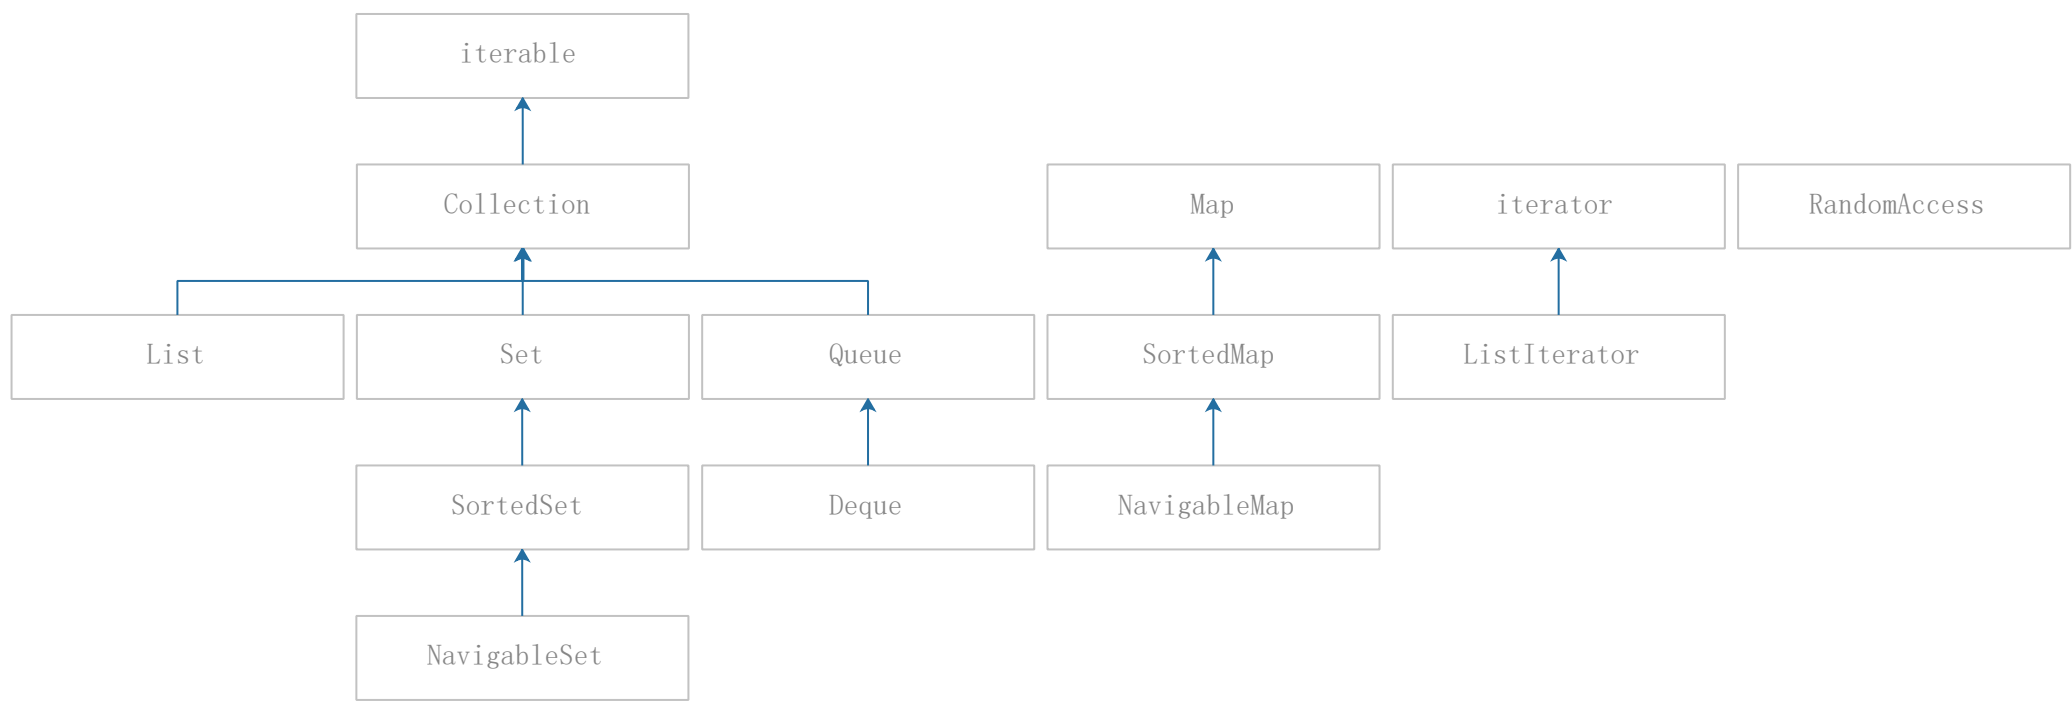 iterable
Collection
Map
iterator
RandomAccess
List
Set
Queue
SortedMap
ListIterator
SortedSet
Deque
NavigableMap
NavigableSet